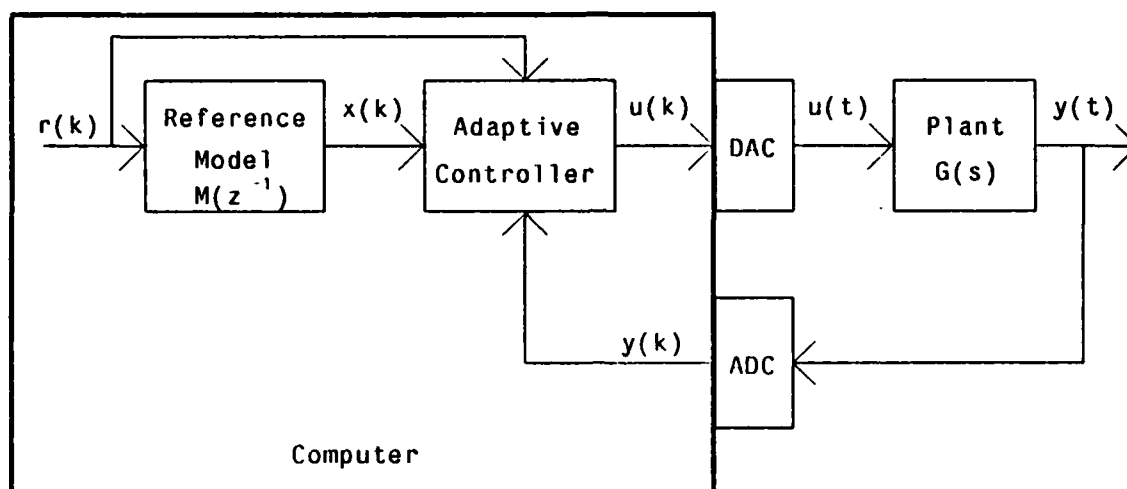 r(k)
Reference
Model
M(z⁻¹)
x(k)
Adaptive
Controller
u(k)
DAC
u(t)
Plant
G(s)
y(t)
y(k)
ADC
Computer